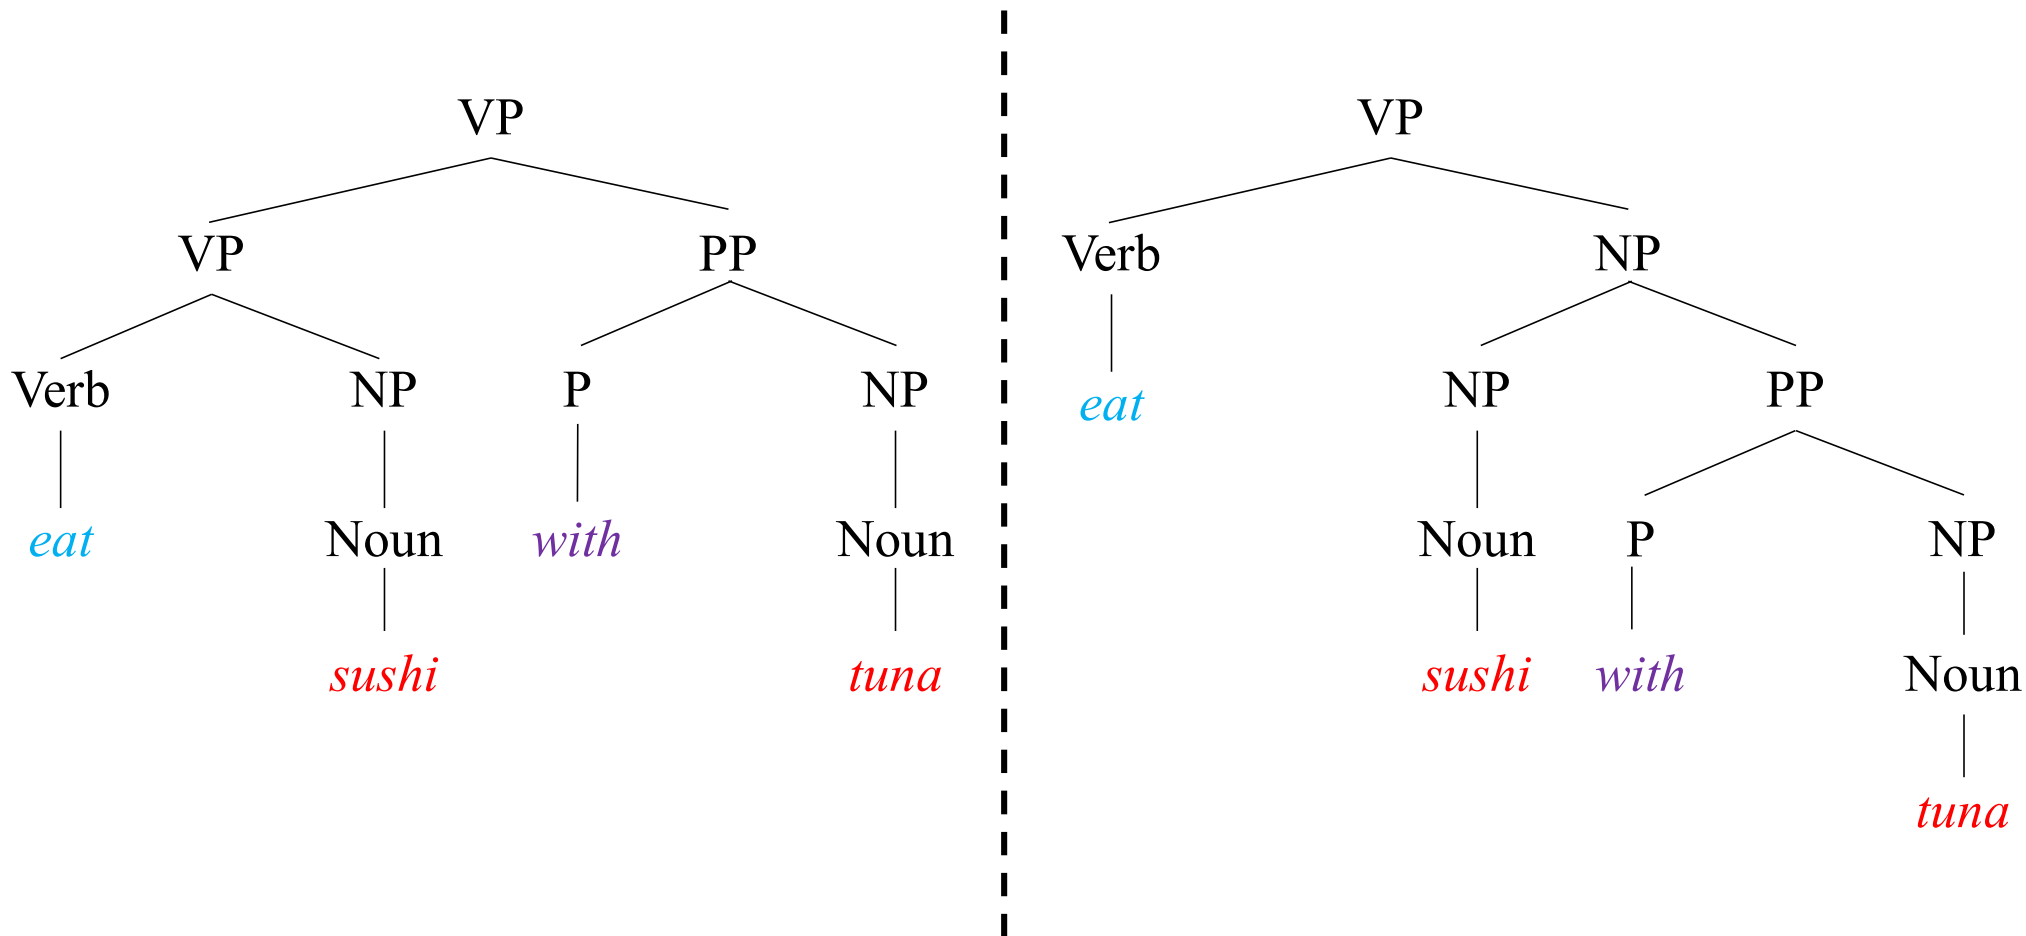 VP
VP PP
Verb NP P NP
eat Noun with Noun
sushi tuna
VP
Verb NP
eat NP PP
Noun P NP
sushi with Noun
tuna